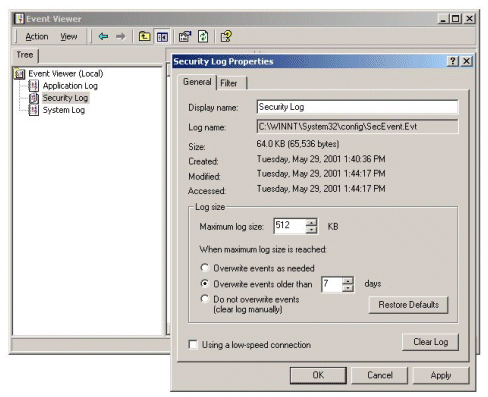 Event Viewer
Action View
Tree
Event Viewer (Local)
Application Log
Security Log
System Log
Security Log Properties
General Filter
Display name: Security Log
Log name: C:\WINNT\System32\config\SecEvent.Evt
Size: 64.0 KB (65,536 bytes)
Created: Tuesday, May 29, 2001 1:40:36 PM
Modified: Tuesday, May 29, 2001 1:44:17 PM
Accessed: Tuesday, May 29, 2001 1:44:17 PM
Log size
Maximum log size: 512 KB
When maximum log size is reached:
Overwrite events as needed
Overwrite events older than 7 days
Do not overwrite events
(clear log manually)
Restore Defaults
Using a low-speed connection
Clear Log
OK Cancel Apply